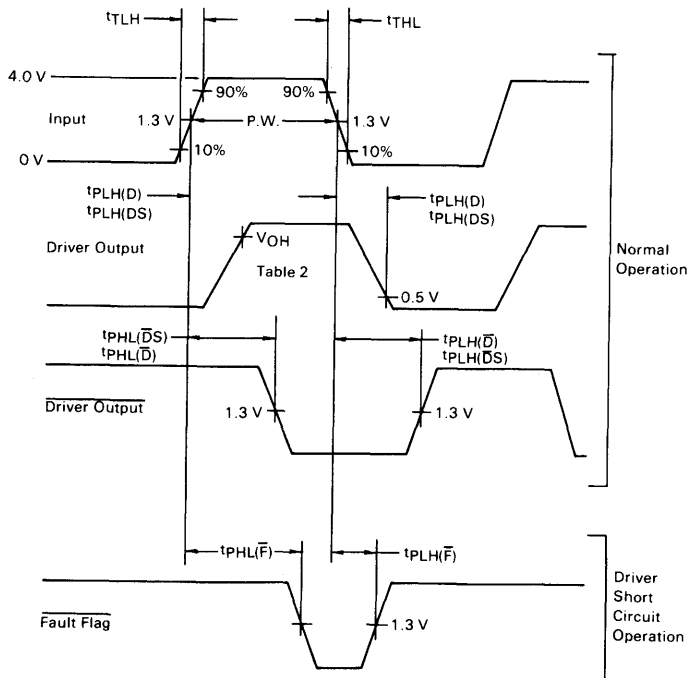 tTLH
tTHL
4.0 V
90%
90%
Input
1.3 V
P.W.
1.3 V
0 V
10%
10%
tPLH(D)
tPLH(DS)
tPLH(D)
tPLH(DS)
Driver Output
VOH
Table 2
0.5 V
Normal
Operation
tPHL(D̅S)
tPHL(D̅)
tPLH(D̅)
tPLH(D̅S)
Driver Output
1.3 V
1.3 V
tPHL(F̅)
tPLH(F̅)
Fault Flag
1.3 V
Driver
Short
Circuit
Operation